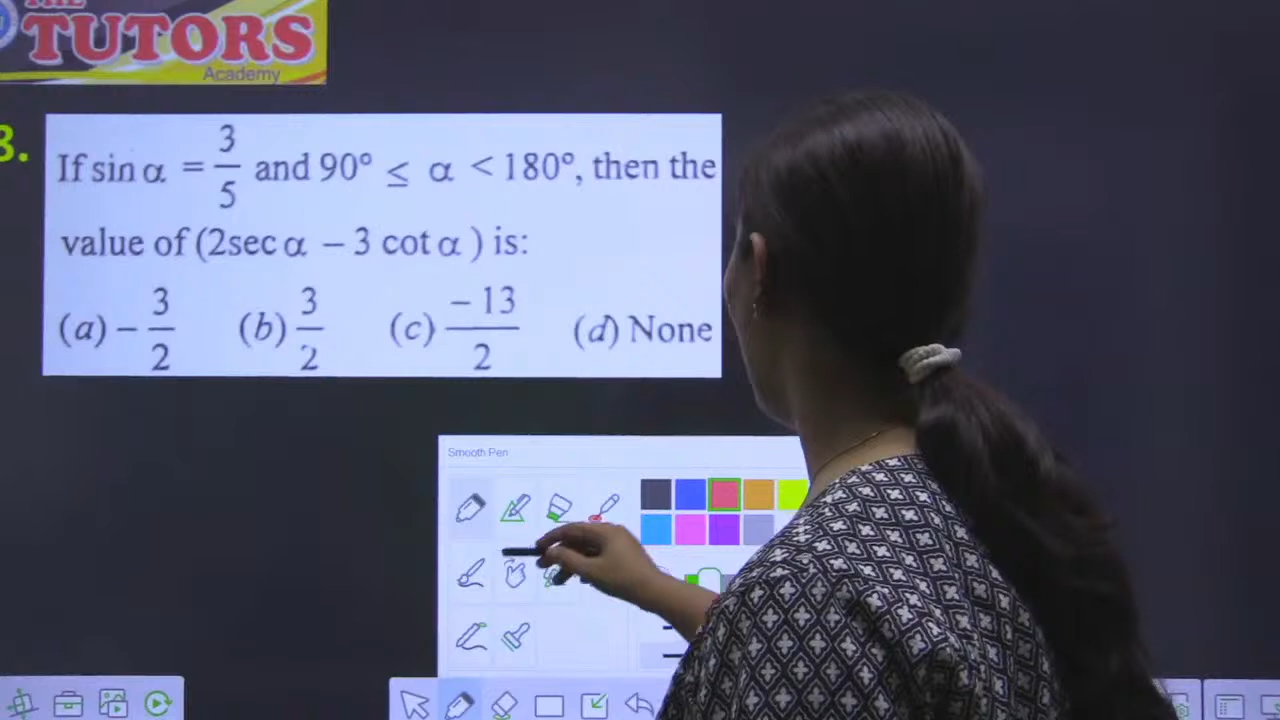 THE
TUTORS
Academy
3.
If sin α = 3/5 and 90° ≤ α < 180°, then the
value of (2sec α − 3 cot α) is:
(a) − 3/2 (b) 3/2 (c) −13/2 (d) None
Smooth Pen